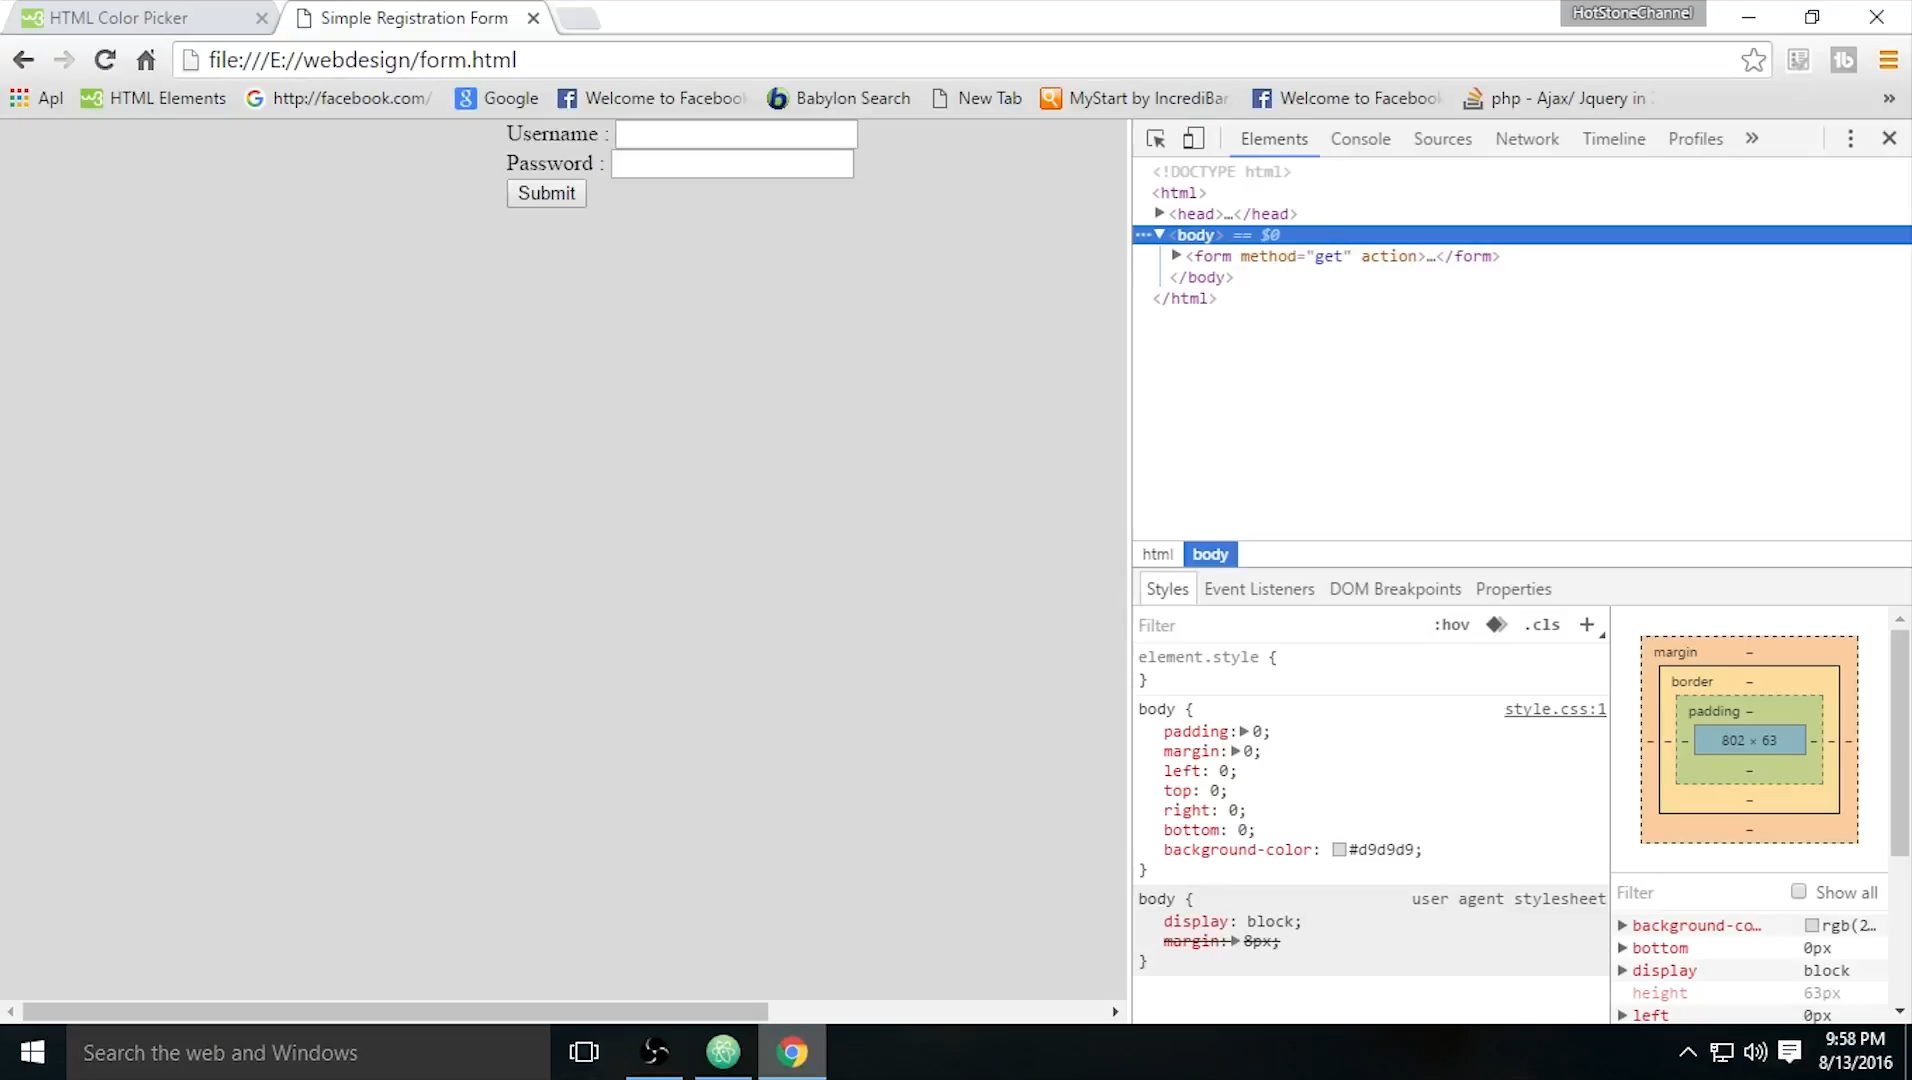 HTML Color Picker
Simple Registration Form
HotStoneChannel
file:///E://webdesign/form.html
Apl
HTML Elements
http://facebook.com/
Google
Welcome to Faceboo
Babylon Search
New Tab
MyStart by IncrediBar
Welcome to Facebook
php - Ajax/ Jquery in
»
Username :
Password :
Submit
Elements Console Sources Network Timeline Profiles »
<!DOCTYPE html>
<html>
<head>…</head>
<body> == $0
<form method="get" action>…</form>
</body>
</html>
html body
Styles Event Listeners DOM Breakpoints Properties
Filter :hov .cls +
element.style {
}
body { style.css:1
padding: 0;
margin: 0;
left: 0;
top: 0;
right: 0;
bottom: 0;
background-color: #d9d9d9;
}
body { user agent stylesheet
display: block;
margin: 8px;
}
margin –
border –
padding –
– – – 802 × 63 – – –
–
–
–
Filter Show all
background-co… rgb(2…
bottom 0px
display block
height 63px
left 0px
Search the web and Windows
9:58 PM
8/13/2016